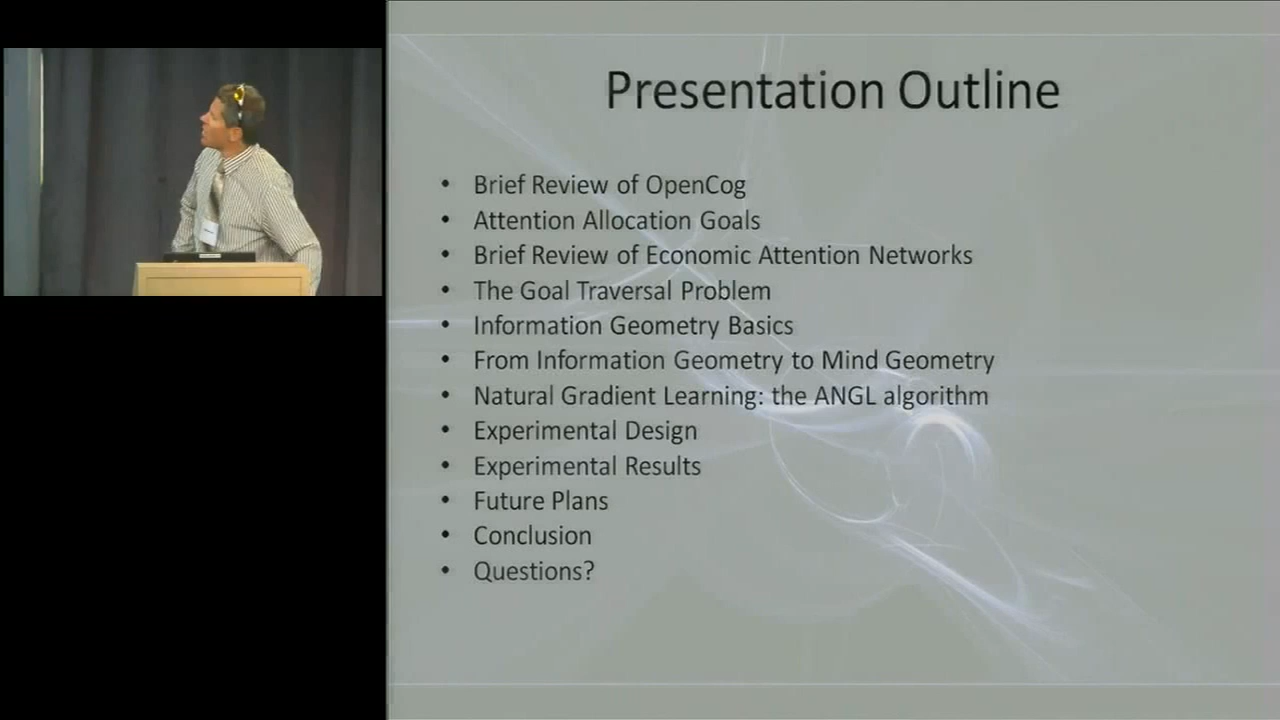 Presentation Outline
• Brief Review of OpenCog
• Attention Allocation Goals
• Brief Review of Economic Attention Networks
• The Goal Traversal Problem
• Information Geometry Basics
• From Information Geometry to Mind Geometry
• Natural Gradient Learning: the ANGL algorithm
• Experimental Design
• Experimental Results
• Future Plans
• Conclusion
• Questions?